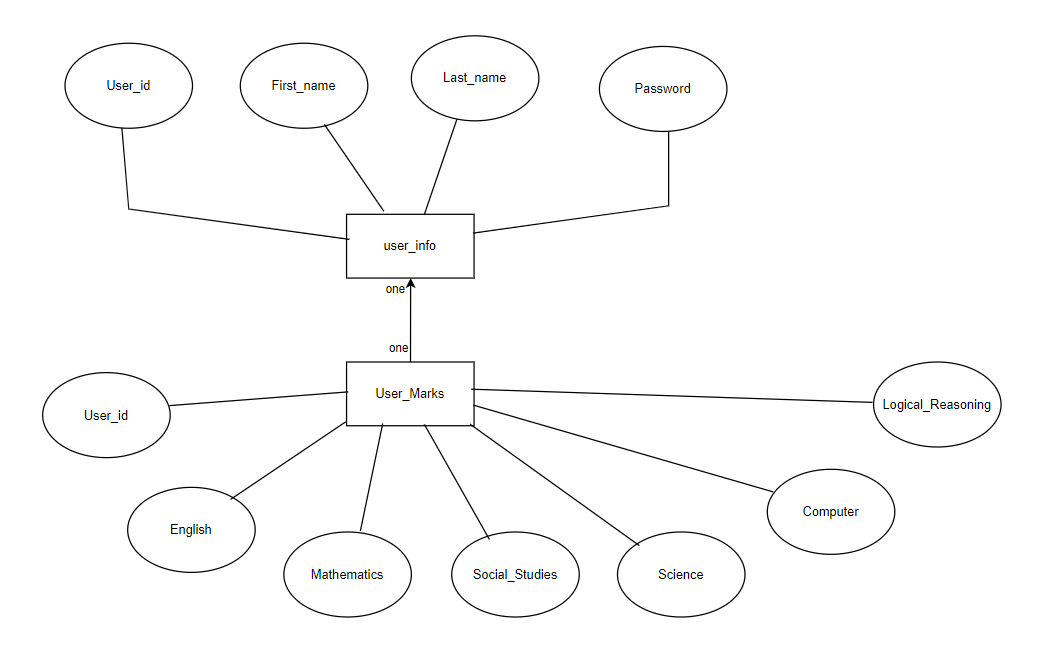 User_id
First_name
Last_name
Password
user_info
one
one
User_Marks
User_id
Logical_Reasoning
English
Computer
Mathematics
Social_Studies
Science